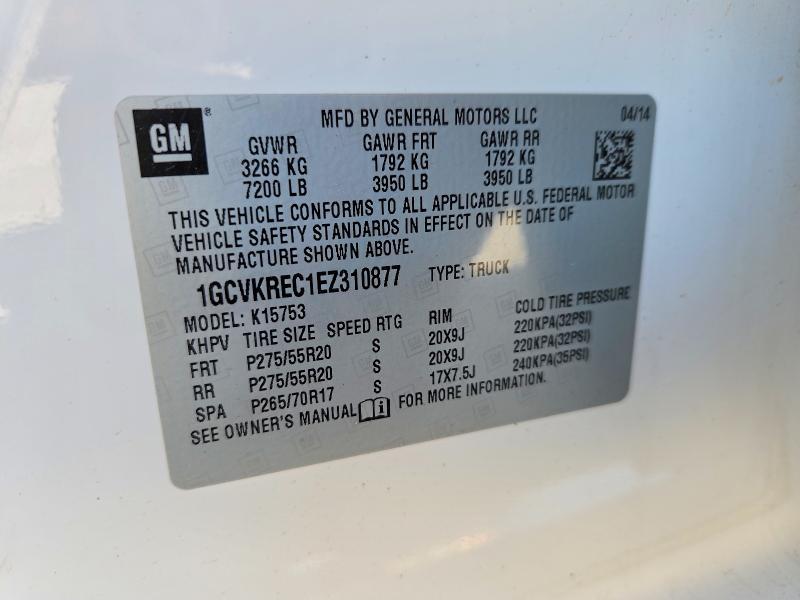 GM®
MFD BY GENERAL MOTORS LLC 04/14
GVWR GAWR FRT GAWR RR
3266 KG 1792 KG 1792 KG
7200 LB 3950 LB 3950 LB
THIS VEHICLE CONFORMS TO ALL APPLICABLE U.S. FEDERAL MOTOR
VEHICLE SAFETY STANDARDS IN EFFECT ON THE DATE OF
MANUFACTURE SHOWN ABOVE.
1GCVKREC1EZ310877 TYPE: TRUCK
MODEL: K15753
KHPV TIRE SIZE SPEED RTG RIM COLD TIRE PRESSURE
FRT P275/55R20 S 20X9J 220KPA(32PSI)
RR P275/55R20 S 20X9J 220KPA(32PSI)
SPA P265/70R17 S 17X7.5J 240KPA(35PSI)
SEE OWNER'S MANUAL FOR MORE INFORMATION.